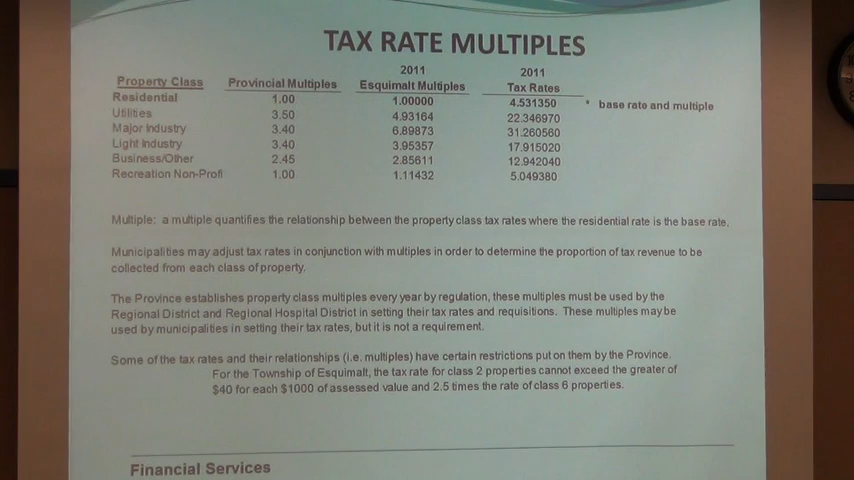 TAX RATE MULTIPLES
2011 2011
Property Class Provincial Multiples Esquimalt Multiples Tax Rates
Residential 1.00 1.00000 4.531350 * base rate and multiple
Utilities 3.50 4.93164 22.346970
Major Industry 3.40 6.89873 31.260560
Light Industry 3.40 3.95357 17.915020
Business/Other 2.45 2.85611 12.942040
Recreation Non-Profi 1.00 1.11432 5.049380
Multiple: a multiple quantifies the relationship between the property class tax rates where the residential rate is the base rate.
Municipalities may adjust tax rates in conjunction with multiples in order to determine the proportion of tax revenue to be
collected from each class of property.
The Province establishes property class multiples every year by regulation, these multiples must be used by the
Regional District and Regional Hospital District in setting their tax rates and requisitions. These multiples may be
used by municipalities in setting their tax rates, but it is not a requirement.
Some of the tax rates and their relationships (i.e. multiples) have certain restrictions put on them by the Province.
For the Township of Esquimalt, the tax rate for class 2 properties cannot exceed the greater of
$40 for each $1000 of assessed value and 2.5 times the rate of class 6 properties.
Financial Services